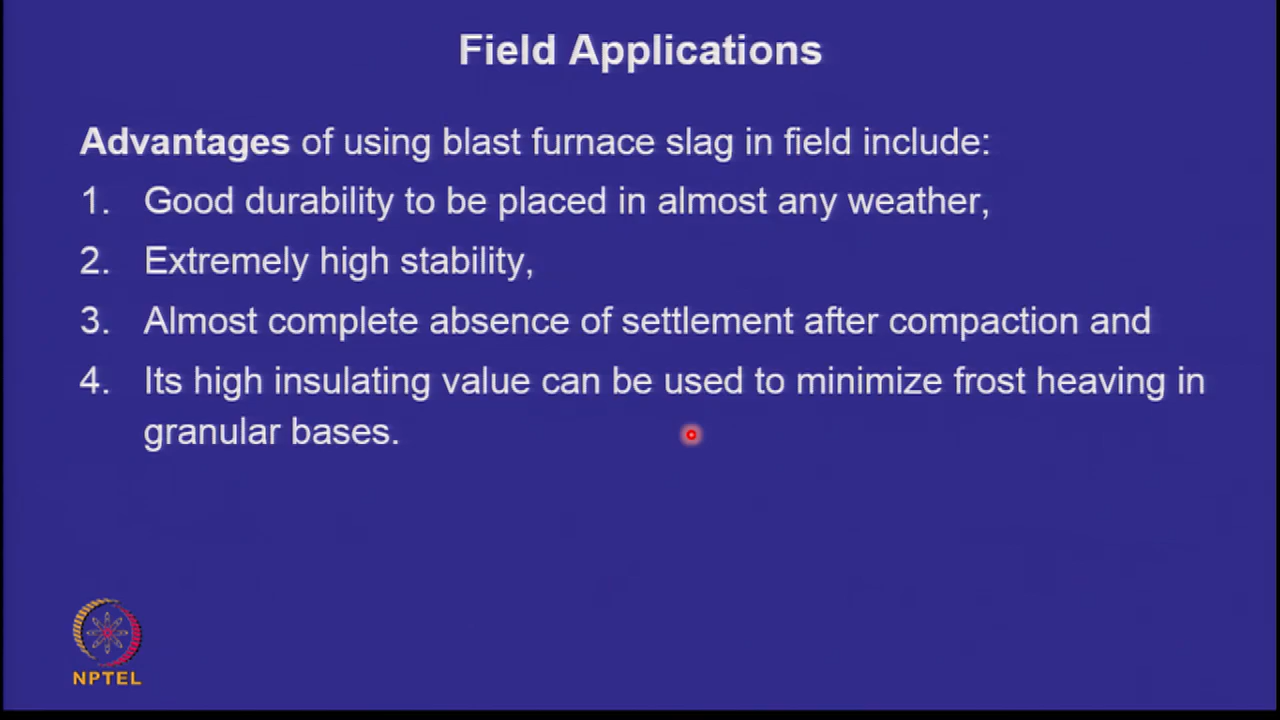 Field Applications
Advantages of using blast furnace slag in field include:
1. Good durability to be placed in almost any weather,
2. Extremely high stability,
3. Almost complete absence of settlement after compaction and
4. Its high insulating value can be used to minimize frost heaving in
granular bases.
NPTEL